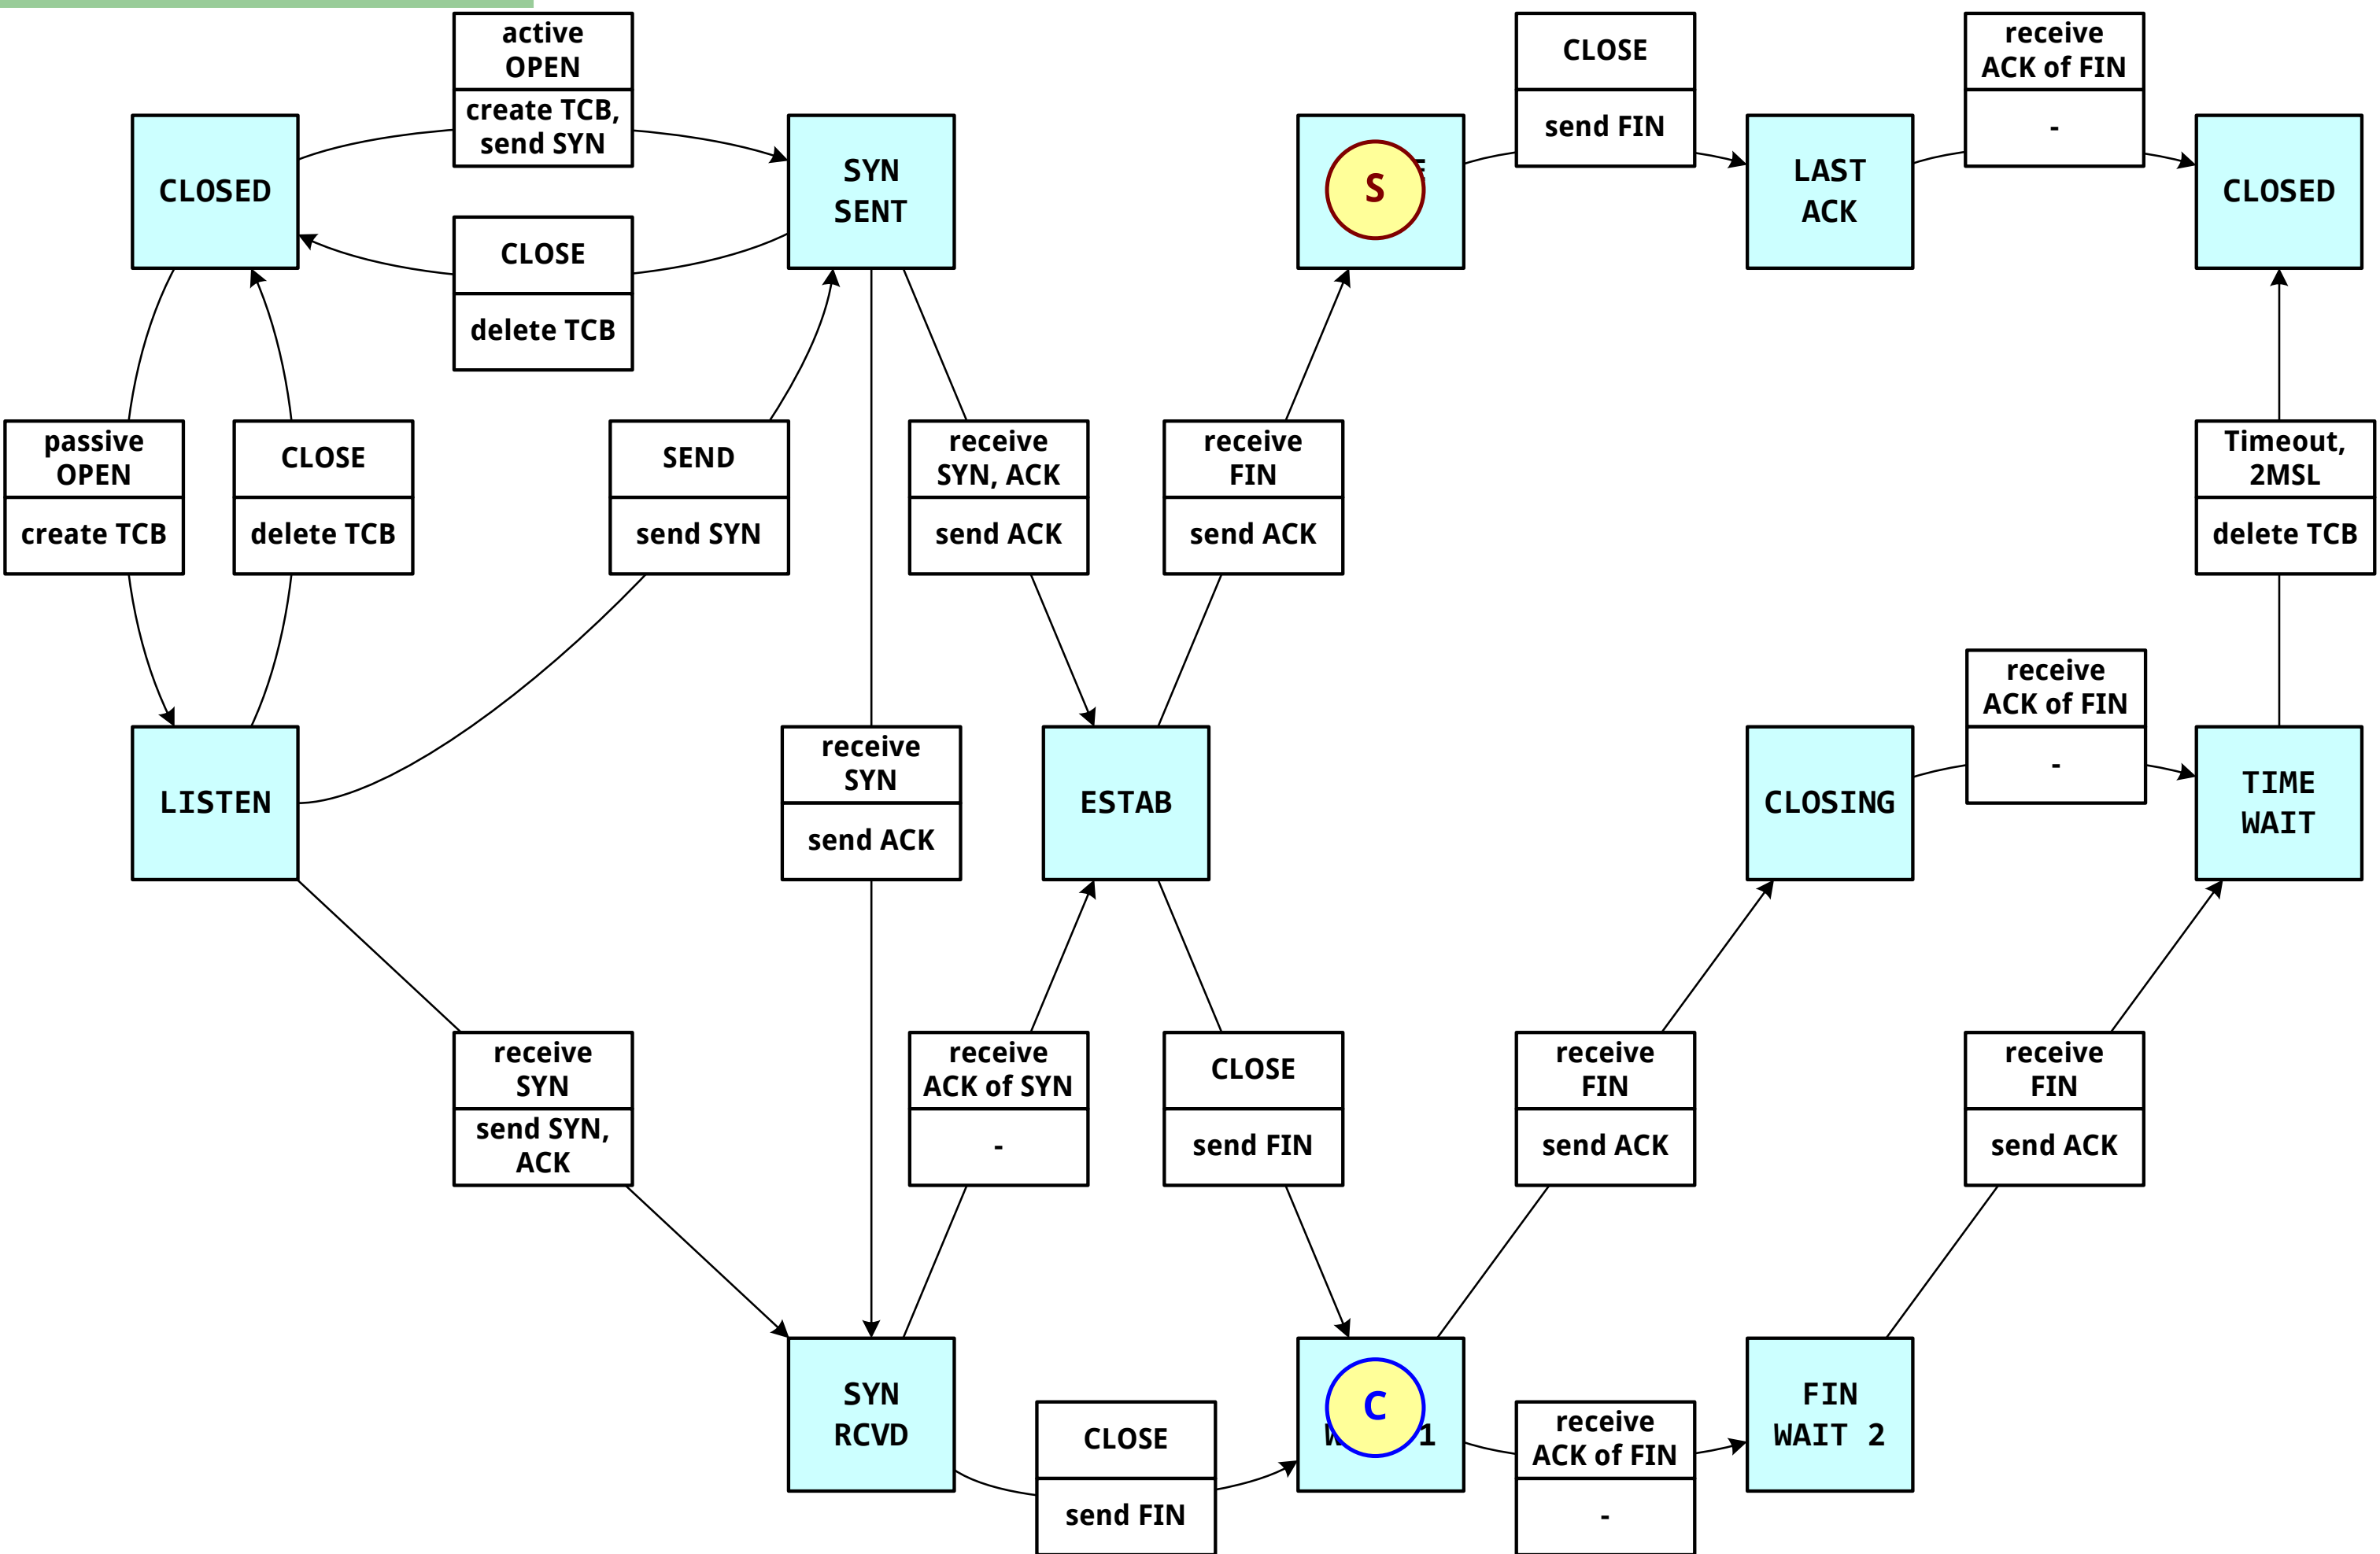 active
OPEN
create TCB,
send SYN
CLOSE
send FIN
receive
ACK of FIN
-
CLOSED
SYN
SENT
S
LAST
ACK
CLOSED
CLOSE
delete TCB
passive
OPEN
create TCB
CLOSE
delete TCB
SEND
send SYN
receive
SYN, ACK
send ACK
receive
FIN
send ACK
Timeout,
2MSL
delete TCB
LISTEN
receive
SYN
send ACK
ESTAB
CLOSING
receive
ACK of FIN
-
TIME
WAIT
receive
SYN
send SYN,
ACK
receive
ACK of SYN
-
CLOSE
send FIN
receive
FIN
send ACK
receive
FIN
send ACK
SYN
RCVD
CLOSE
send FIN
C
1
receive
ACK of FIN
-
FIN
WAIT 2